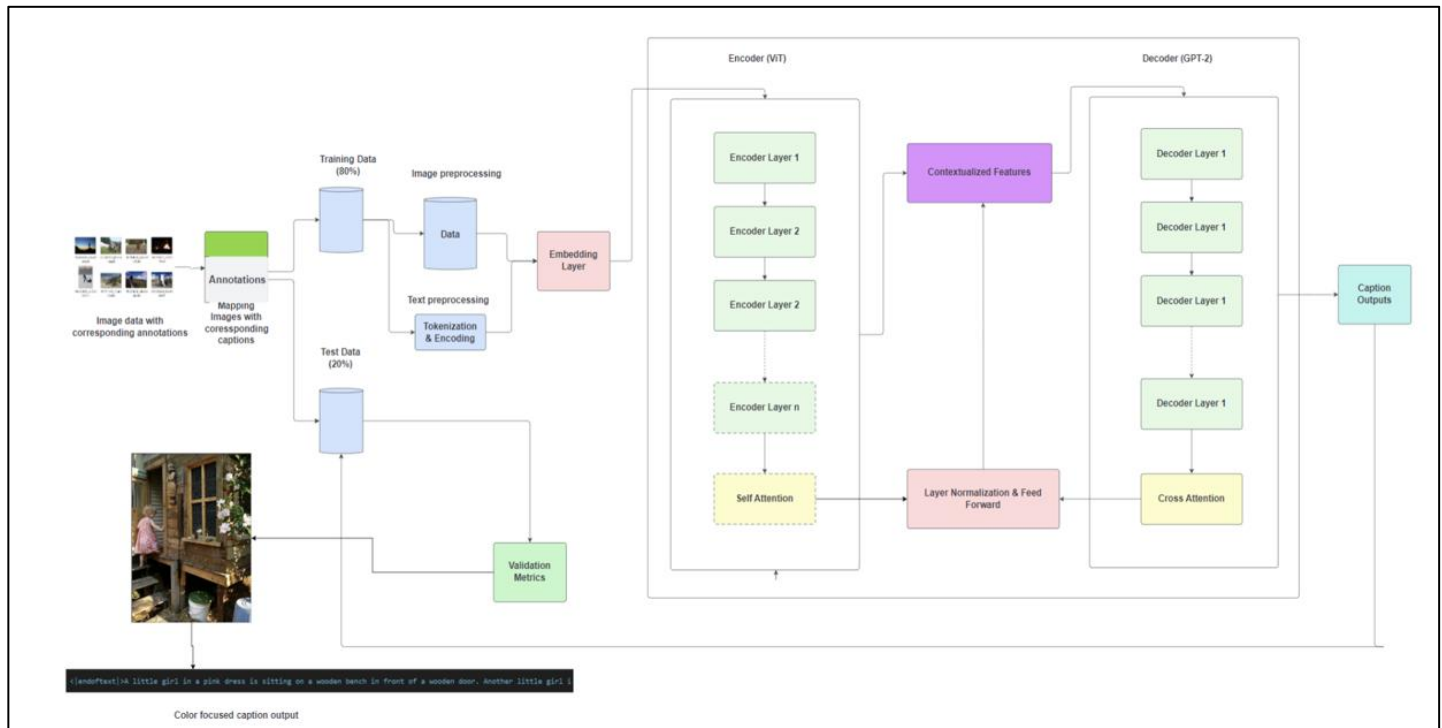 Encoder (ViT)
Decoder (GPT-2)
Training Data
(80%)
Image preprocessing
Data
Text preprocessing
Tokenization
& Encoding
Embedding
Layer
Annotations
Mapping
Images with
coressponding
captions
Image data with
corresponding annotations
Test Data
(20%)
Validation
Metrics
Encoder Layer 1
Encoder Layer 2
Encoder Layer 2
Encoder Layer n
Self Attention
Contextualized Features
Layer Normalization & Feed
Forward
Decoder Layer 1
Decoder Layer 1
Decoder Layer 1
Decoder Layer 1
Cross Attention
Caption
Outputs
<|endoftext|>A little girl in a pink dress is sitting on a wooden bench in front of a wooden door. Another little girl i
Color focused caption output